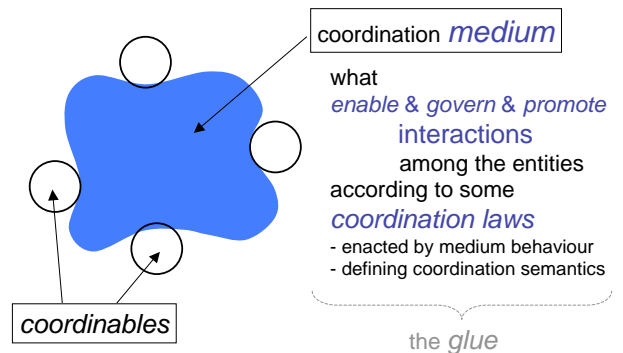 coordination medium
what
enable & govern & promote
interactions
among the entities
according to some
coordination laws
- enacted by medium behaviour
- defining coordination semantics
coordinables
the glue